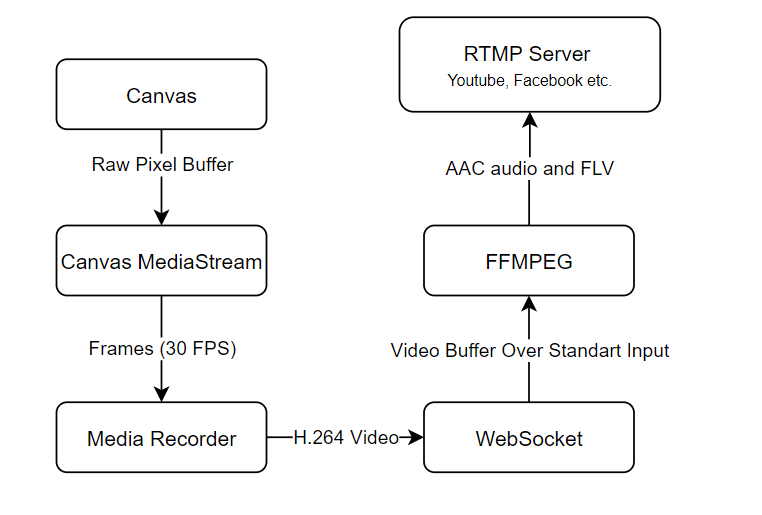 Canvas
Raw Pixel Buffer
Canvas MediaStream
Frames (30 FPS)
Media Recorder
H.264 Video
WebSocket
Video Buffer Over Standart Input
FFMPEG
AAC audio and FLV
RTMP Server
Youtube, Facebook etc.